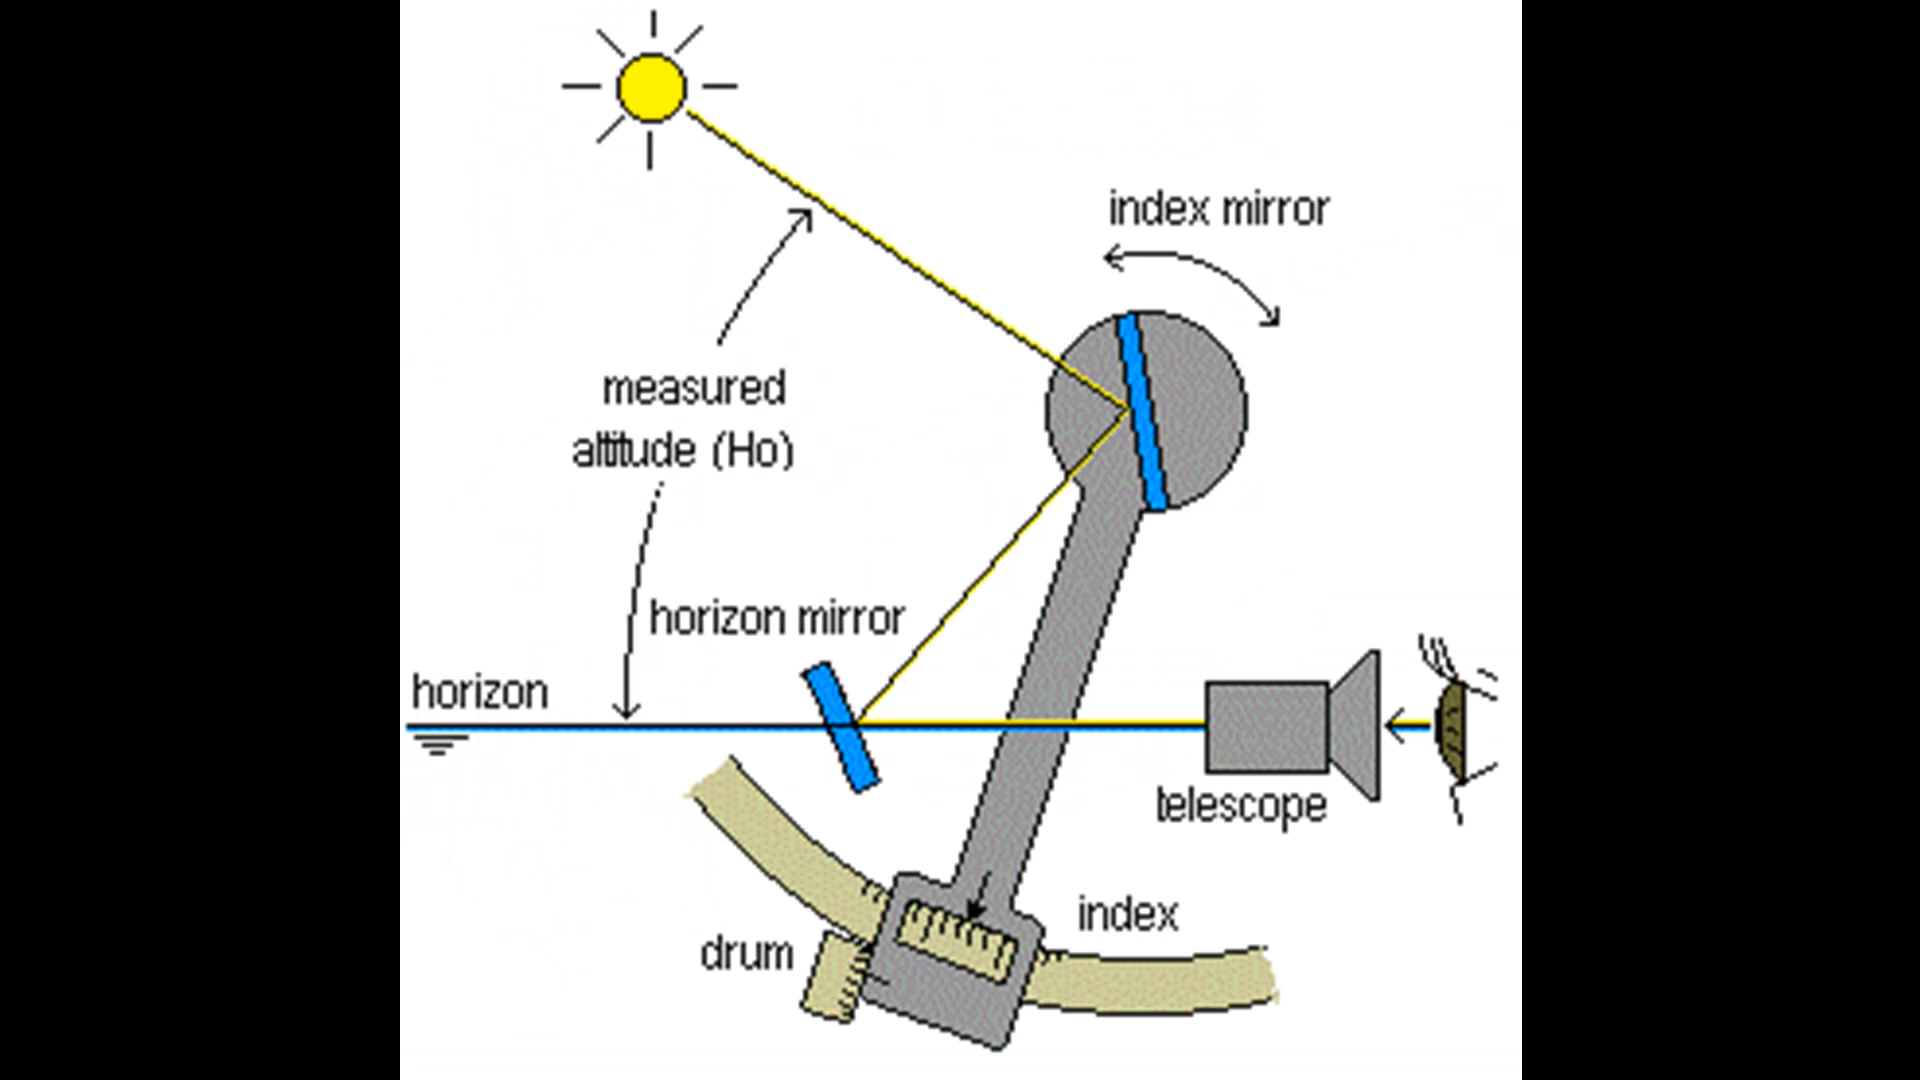 index mirror
measured
altitude (Ho)
horizon mirror
horizon
telescope
index
drum